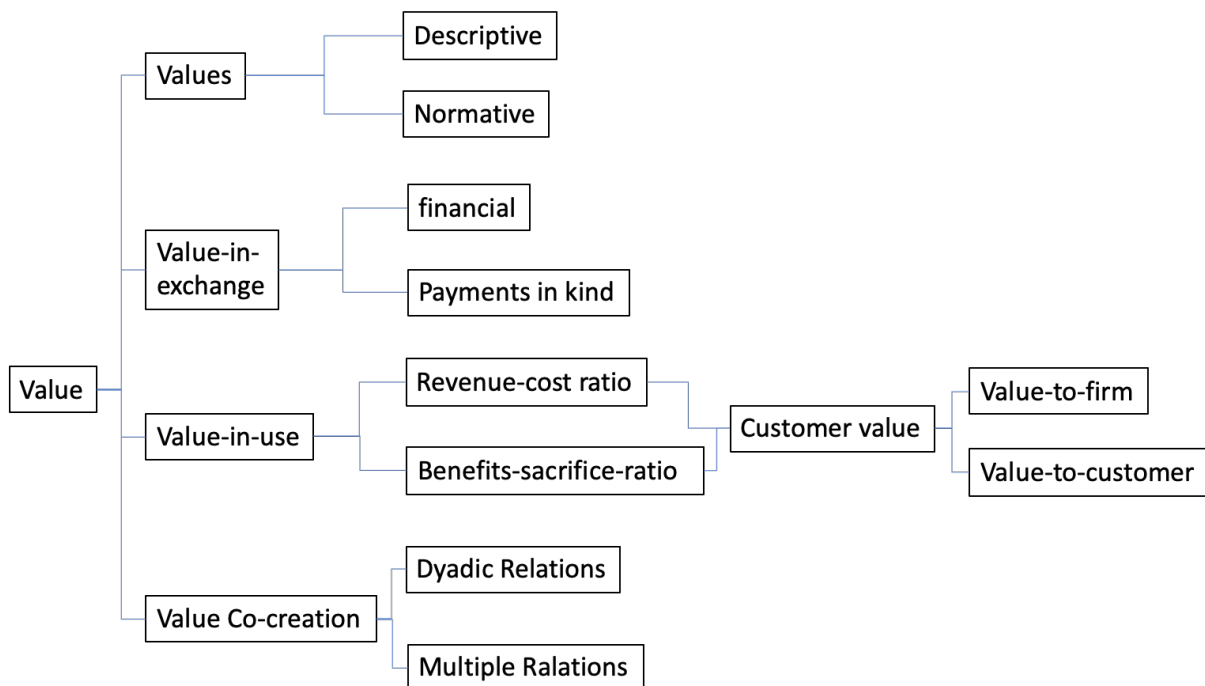 Descriptive
Values
Normative
financial
Value-in-
exchange
Payments in kind
Value
Revenue-cost ratio
Value-to-firm
Value-in-use
Customer value
Benefits-sacrifice-ratio
Value-to-customer
Dyadic Relations
Value Co-creation
Multiple Ralations